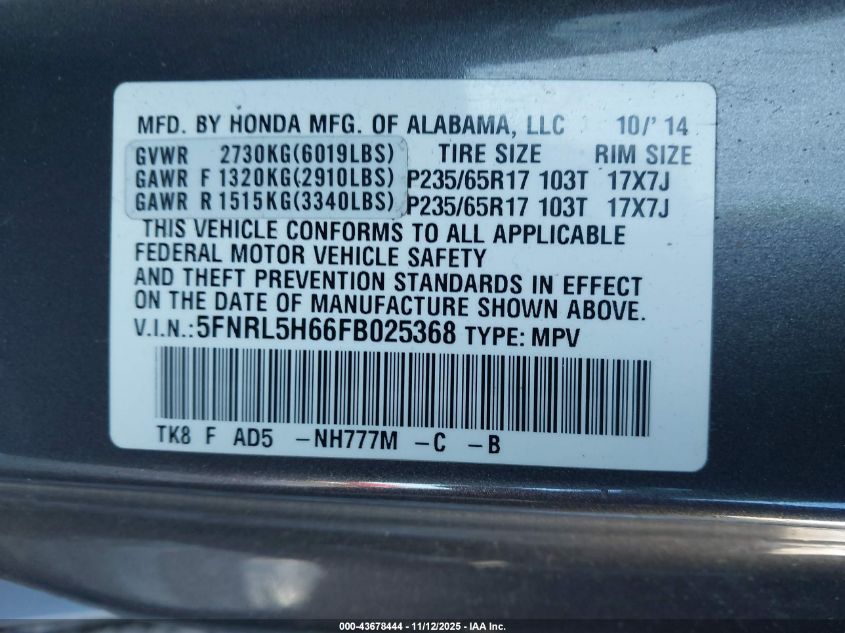 MFD. BY HONDA MFG. OF ALABAMA, LLC 10/'14
GVWR 2730KG(6019LBS) TIRE SIZE RIM SIZE
GAWR F 1320KG(2910LBS) P235/65R17 103T 17X7J
GAWR R 1515KG(3340LBS) P235/65R17 103T 17X7J
THIS VEHICLE CONFORMS TO ALL APPLICABLE
FEDERAL MOTOR VEHICLE SAFETY
AND THEFT PREVENTION STANDARDS IN EFFECT
ON THE DATE OF MANUFACTURE SHOWN ABOVE.
V.I.N.: 5FNRL5H66FB025368 TYPE: MPV
TK8 F AD5 -NH777M -C -B
000-43678444 - 11/12/2025 - IAA Inc.